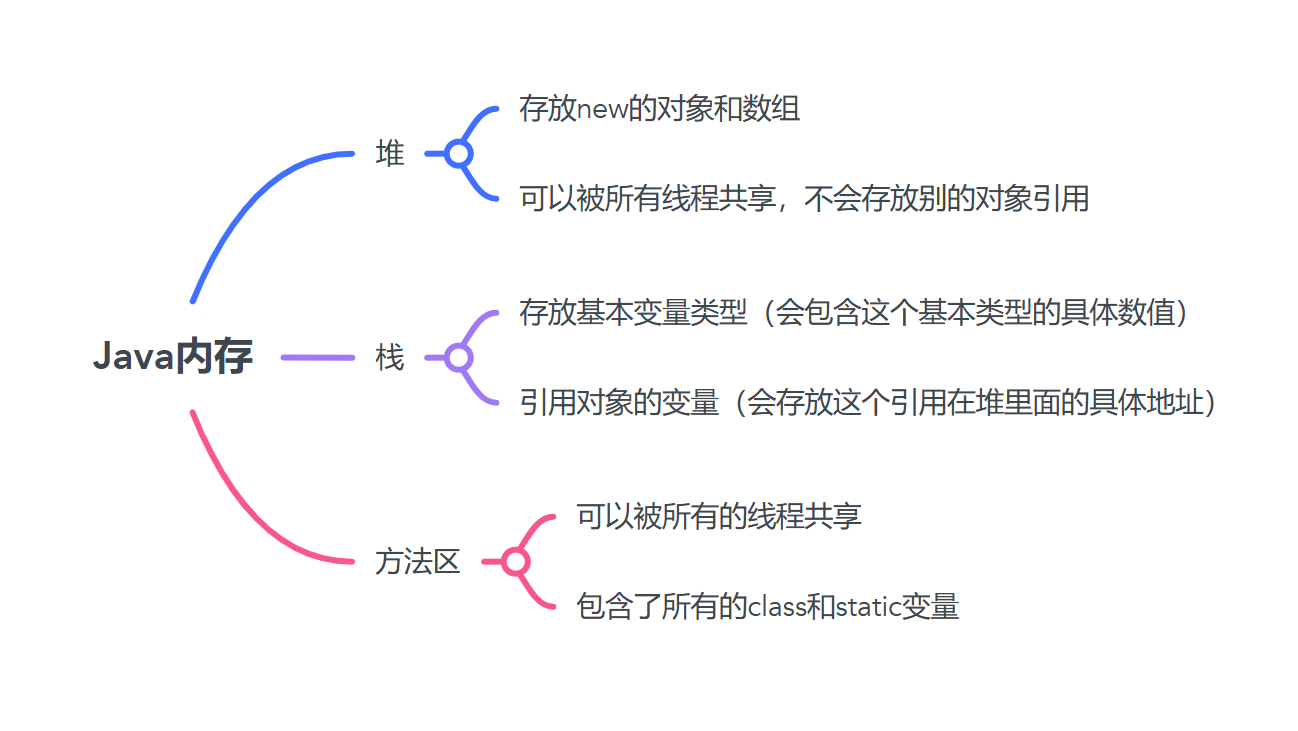 Java内存
堆
存放new的对象和数组
可以被所有线程共享，不会存放别的对象引用
栈
存放基本变量类型（会包含这个基本类型的具体数值）
引用对象的变量（会存放这个引用在堆里面的具体地址）
方法区
可以被所有的线程共享
包含了所有的class和static变量